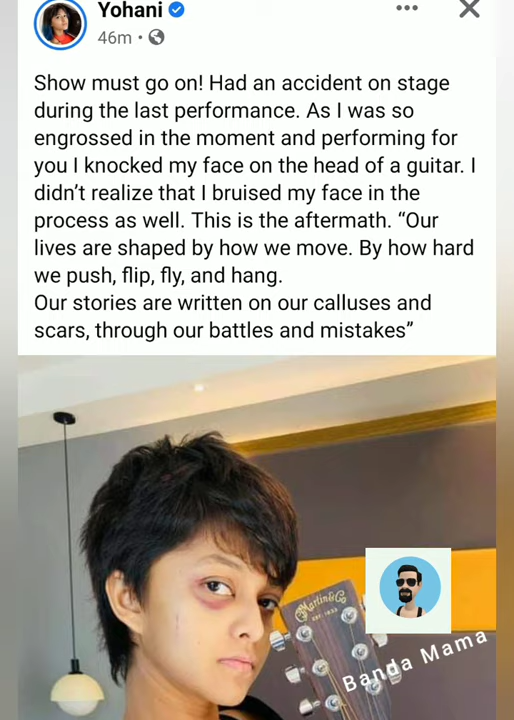 Yohani
46m
Show must go on! Had an accident on stage
during the last performance. As I was so
engrossed in the moment and performing for
you I knocked my face on the head of a guitar. I
didn’t realize that I bruised my face in the
process as well. This is the aftermath. “Our
lives are shaped by how we move. By how hard
we push, flip, fly, and hang.
Our stories are written on our calluses and
scars, through our battles and mistakes”
Martin & Co
EST. 1833
Banda Mama